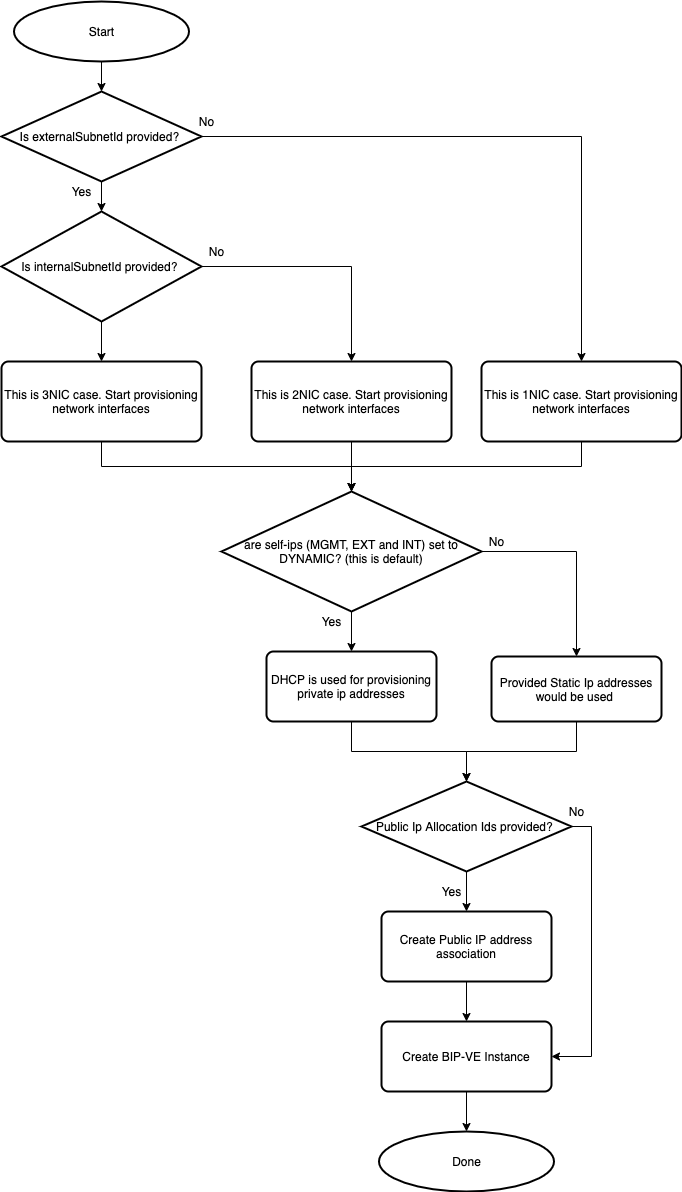 Start
Is externalSubnetId provided?
No
Yes
Is internalSubnetId provided?
No
This is 3NIC case. Start provisioning
network interfaces
This is 2NIC case. Start provisioning
network interfaces
This is 1NIC case. Start provisioning
network interfaces
are self-ips (MGMT, EXT and INT) set to
DYNAMIC? (this is default)
No
Yes
DHCP is used for provisioning
private ip addresses
Provided Static Ip addresses
would be used
Public Ip Allocation Ids provided?
No
Yes
Create Public IP address
association
Create BIP-VE Instance
Done